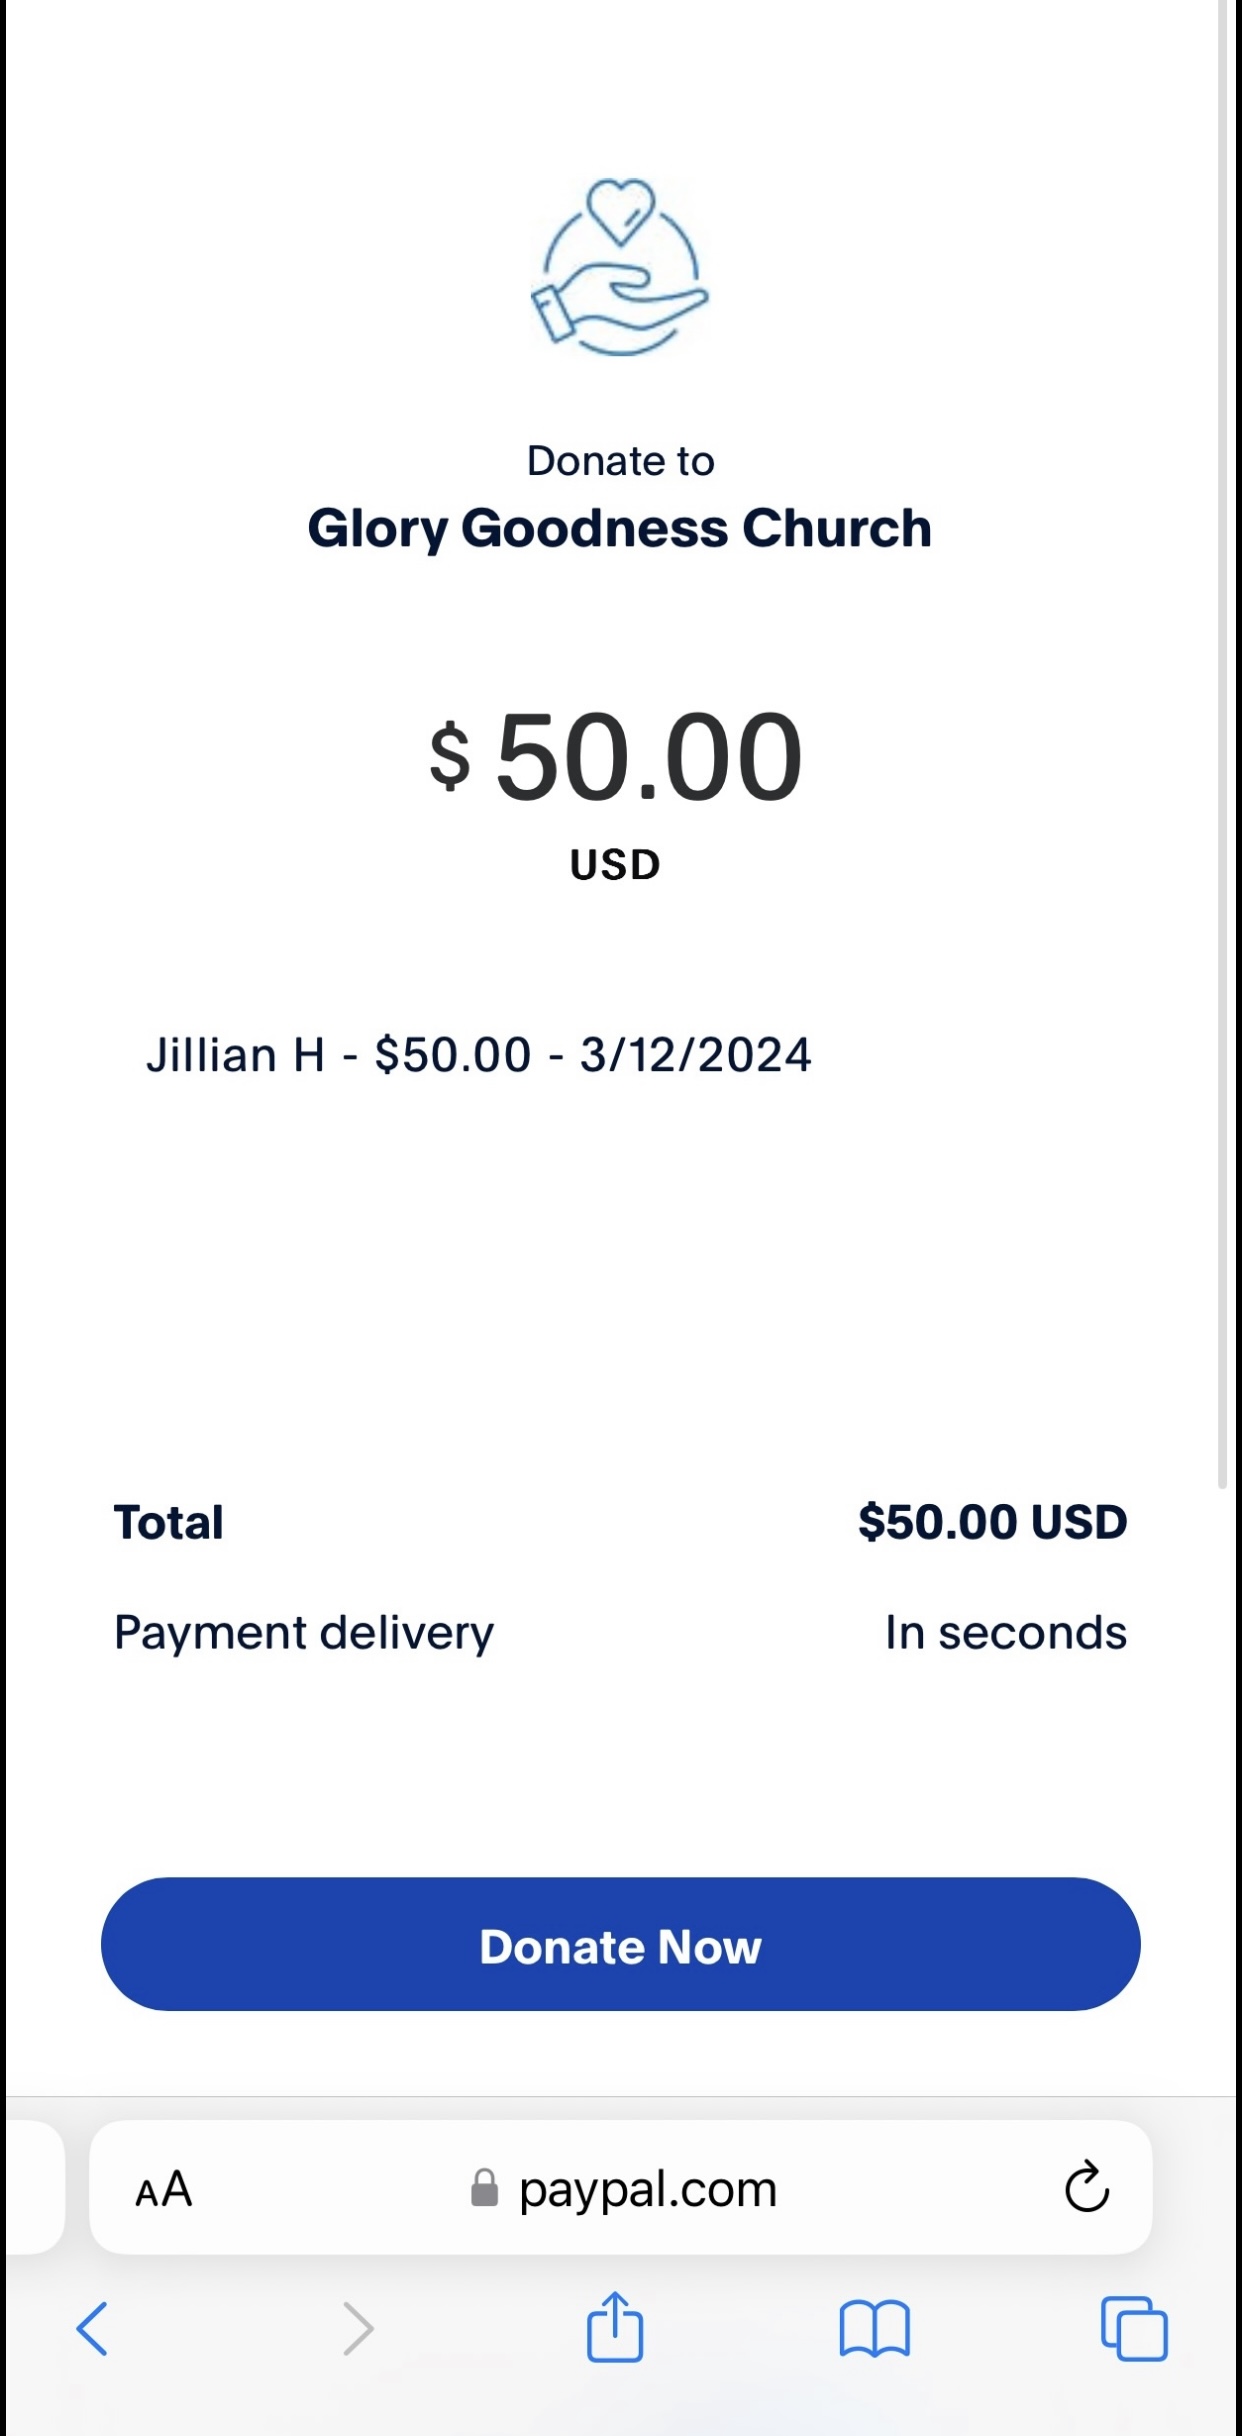 Donate to
Glory Goodness Church
$ 50.00
USD
Jillian H - $50.00 - 3/12/2024
Total $50.00 USD
Payment delivery In seconds
Donate Now
AA paypal.com